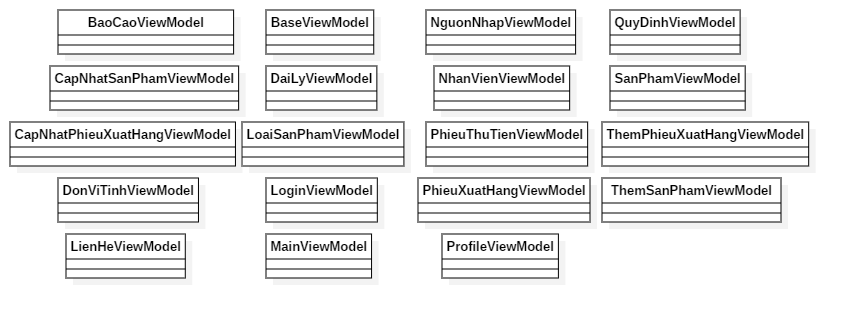 BaoCaoViewModel
BaseViewModel
NguonNhapViewModel
QuyDinhViewModel
CapNhatSanPhamViewModel
DaiLyViewModel
NhanVienViewModel
SanPhamViewModel
CapNhatPhieuXuatHangViewModel
LoaiSanPhamViewModel
PhieuThuTienViewModel
ThemPhieuXuatHangViewModel
DonViTinhViewModel
LoginViewModel
PhieuXuatHangViewModel
ThemSanPhamViewModel
LienHeViewModel
MainViewModel
ProfileViewModel